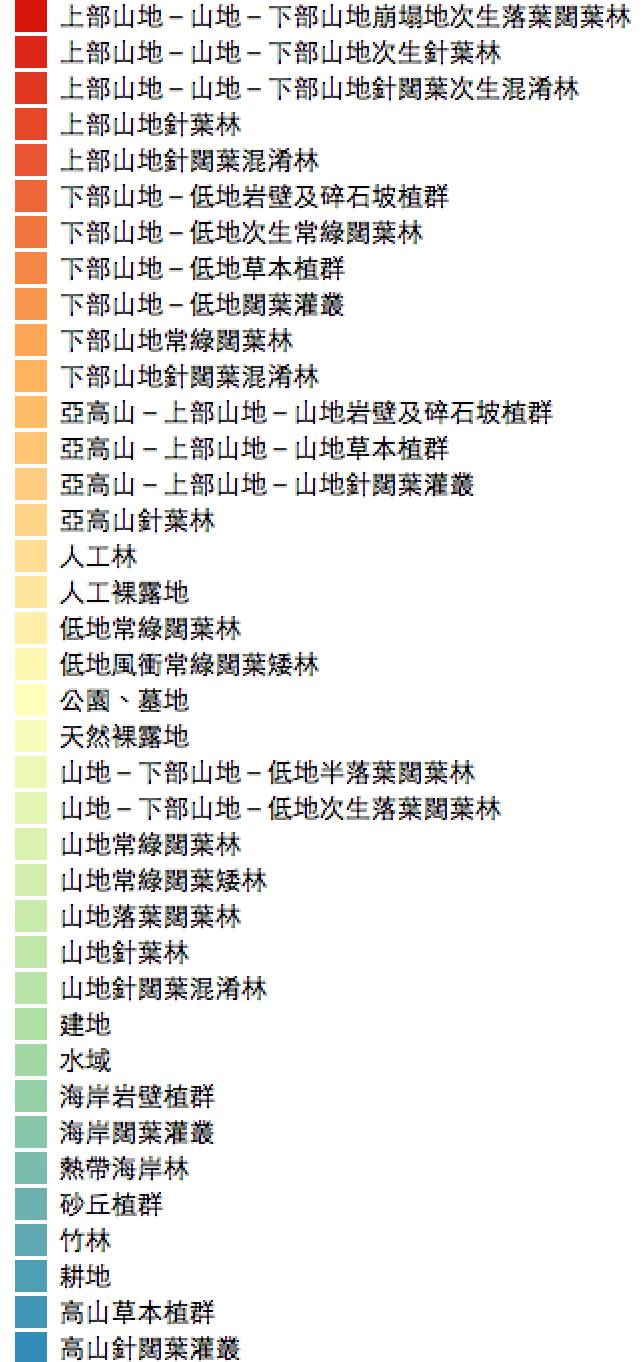 上部山地－山地－下部山地崩塌地次生落葉闊葉林
上部山地－山地－下部山地次生針葉林
上部山地－山地－下部山地針闊葉次生混淆林
上部山地針葉林
上部山地針闊葉混淆林
下部山地－低地岩壁及碎石坡植群
下部山地－低地次生常綠闊葉林
下部山地－低地草本植群
下部山地－低地闊葉灌叢
下部山地常綠闊葉林
下部山地針闊葉混淆林
亞高山－上部山地－山地岩壁及碎石坡植群
亞高山－上部山地－山地草本植群
亞高山－上部山地－山地針闊葉灌叢
亞高山針葉林
人工林
人工裸露地
低地常綠闊葉林
低地風衝常綠闊葉矮林
公園、墓地
天然裸露地
山地－下部山地－低地半落葉闊葉林
山地－下部山地－低地次生落葉闊葉林
山地常綠闊葉林
山地常綠闊葉矮林
山地落葉闊葉林
山地針葉林
山地針闊葉混淆林
建地
水域
海岸岩壁植群
海岸闊葉灌叢
熱帶海岸林
砂丘植群
竹林
耕地
高山草本植群
高山針闊葉灌叢